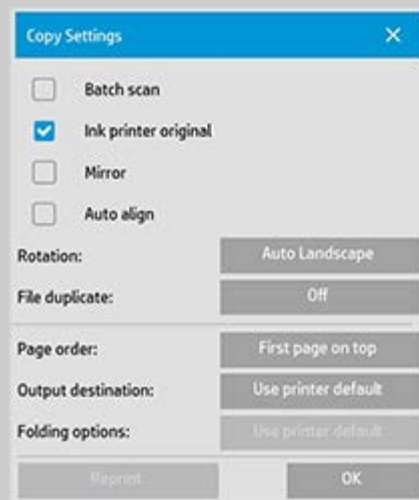 Copy Settings
Batch scan
Ink printer original
Mirror
Auto align
Rotation: Auto Landscape
File duplicate: Off
Page order: First page on top
Output destination: Use printer default
Folding options: Use printer default
Reprint OK